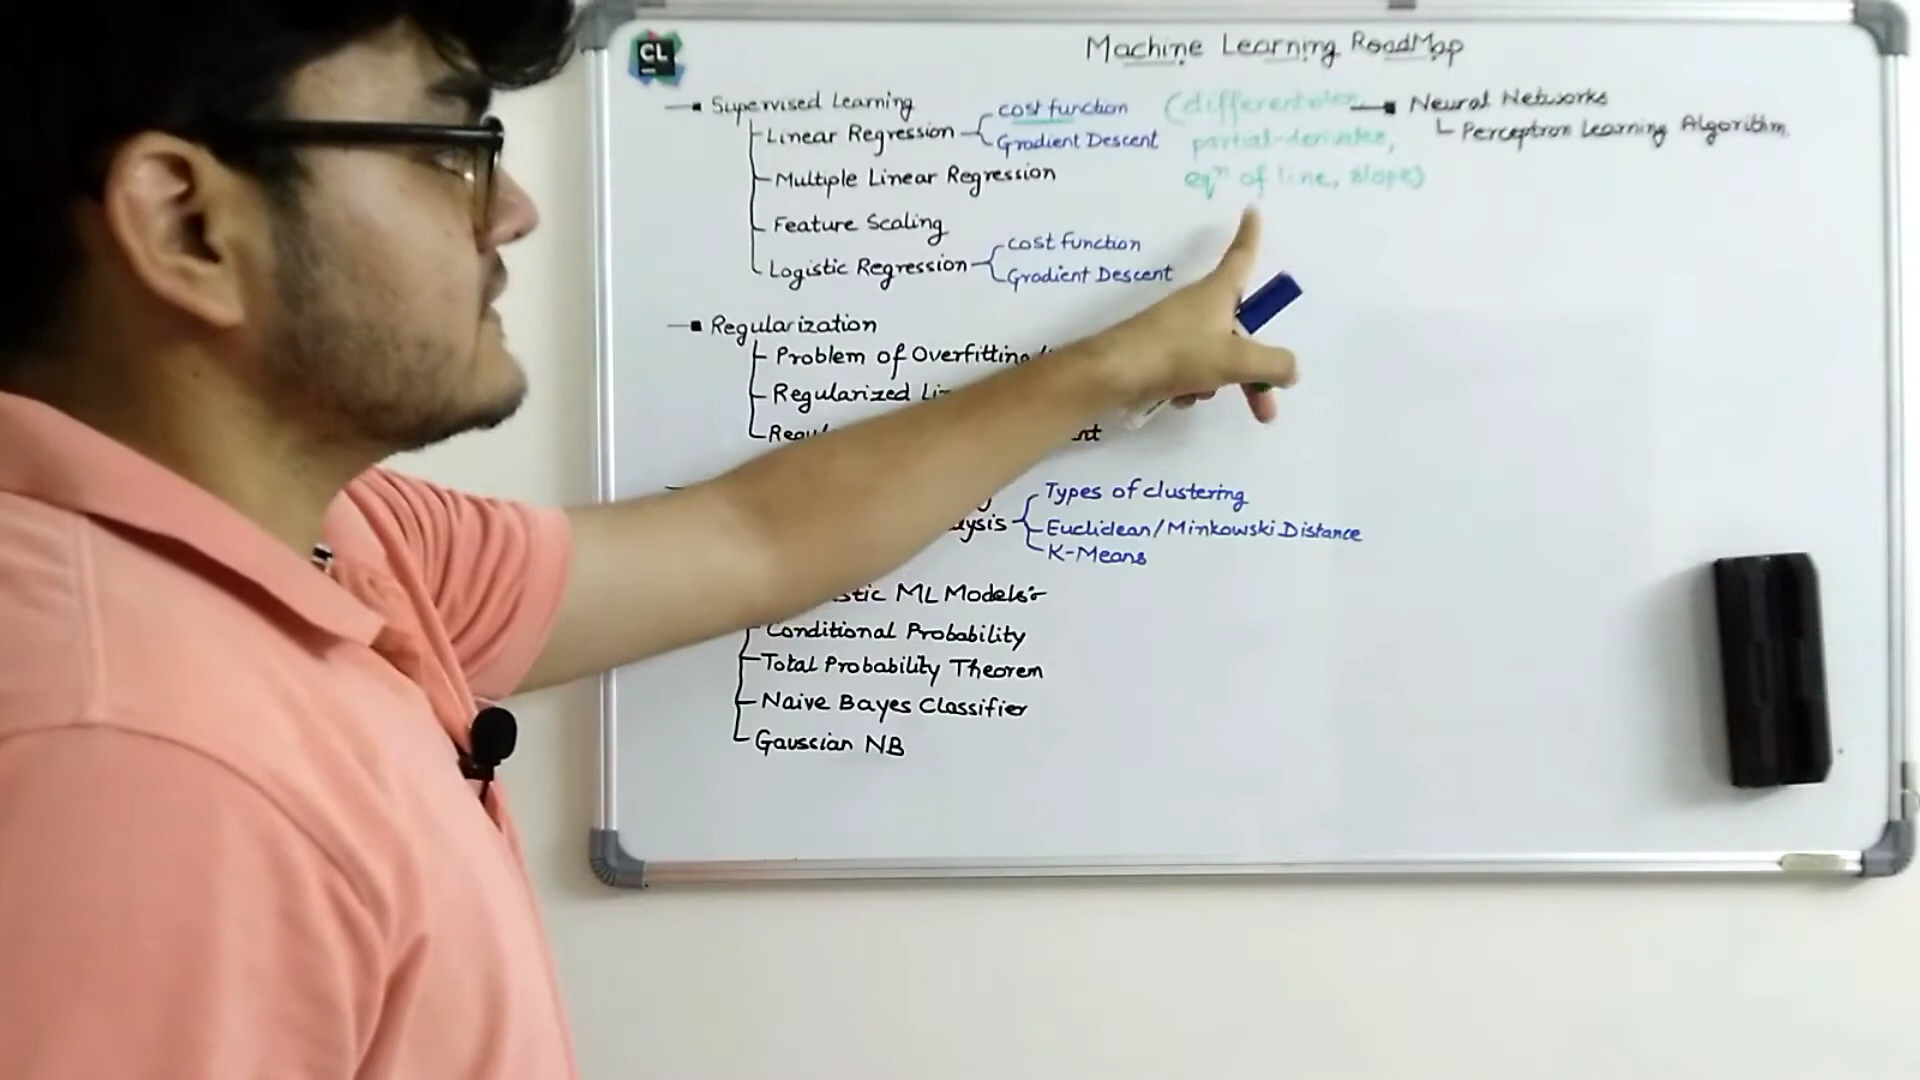 CL
Machine Learning RoadMap
Supervised Learning
Linear Regression
cost function
Gradient Descent
Multiple Linear Regression
Feature Scaling
Logistic Regression
cost function
Gradient Descent
(differentiation
partial-derivative,
eqⁿ of line, slope)
Neural Networks
Perceptron Learning Algorithm
Regularization
Problem of Overfitting
Regularized
Types of clustering
Euclidean/Minkowski Distance
K-Means
ML Models:-
Conditional Probability
Total Probability Theorem
Naive Bayes Classifier
Gaussian NB